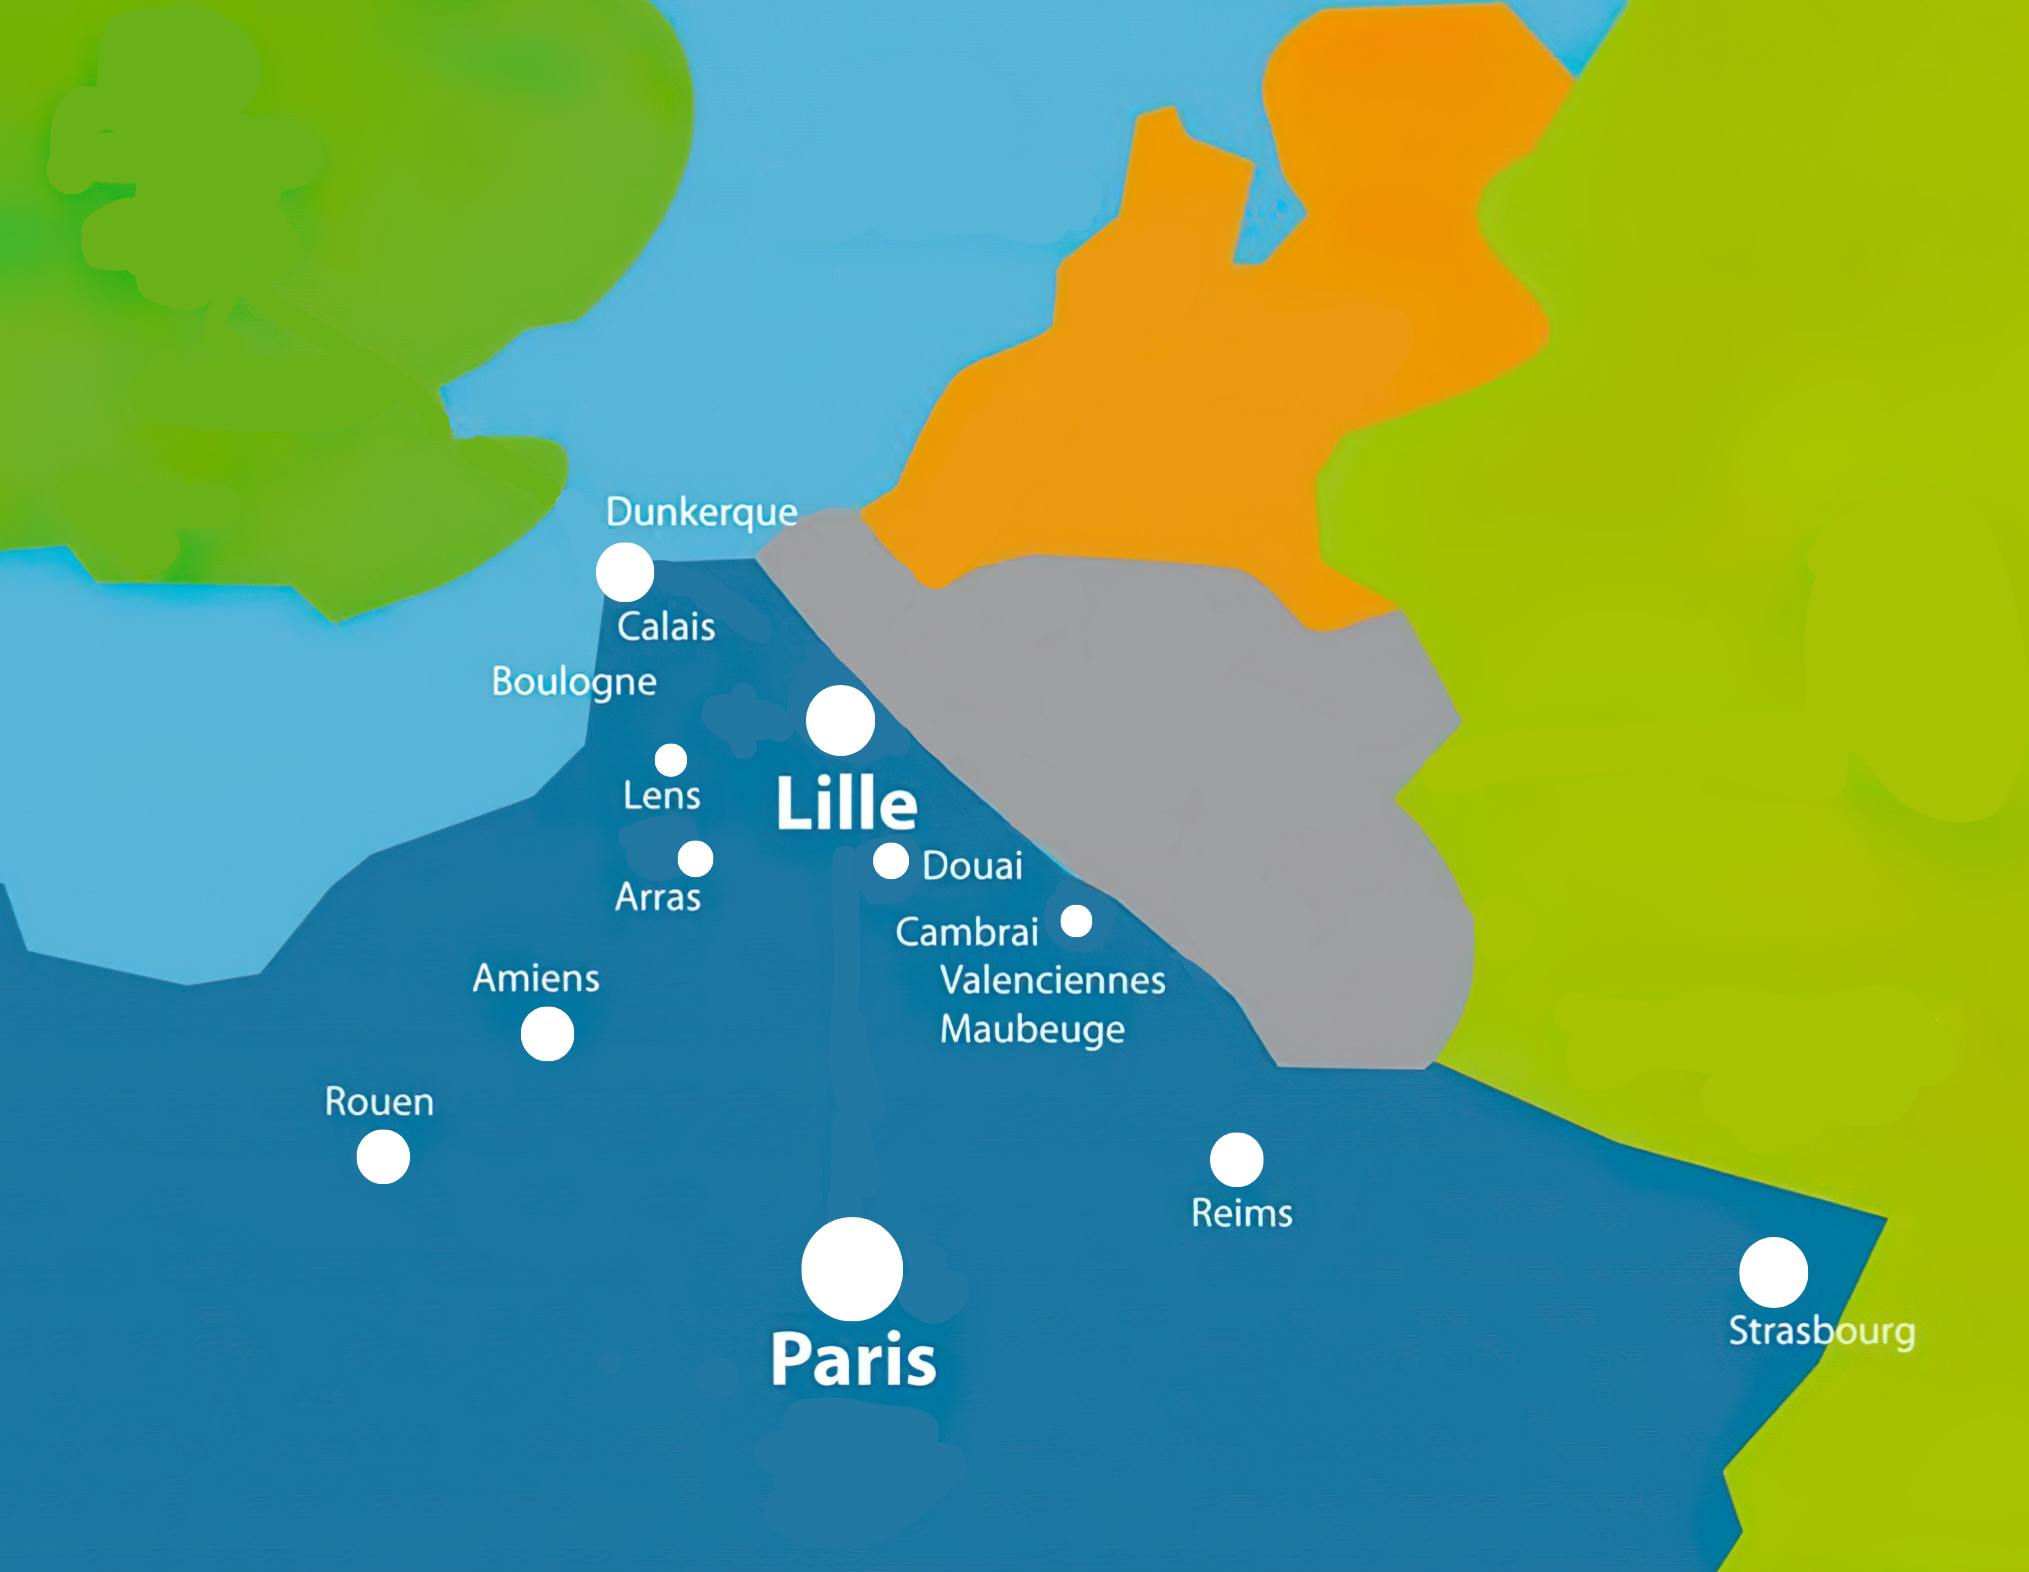 Dunkerque
Calais
Boulogne
Lens
Lille
Arras
Douai
Cambrai
Valenciennes
Maubeuge
Amiens
Rouen
Reims
Paris
Strasbourg